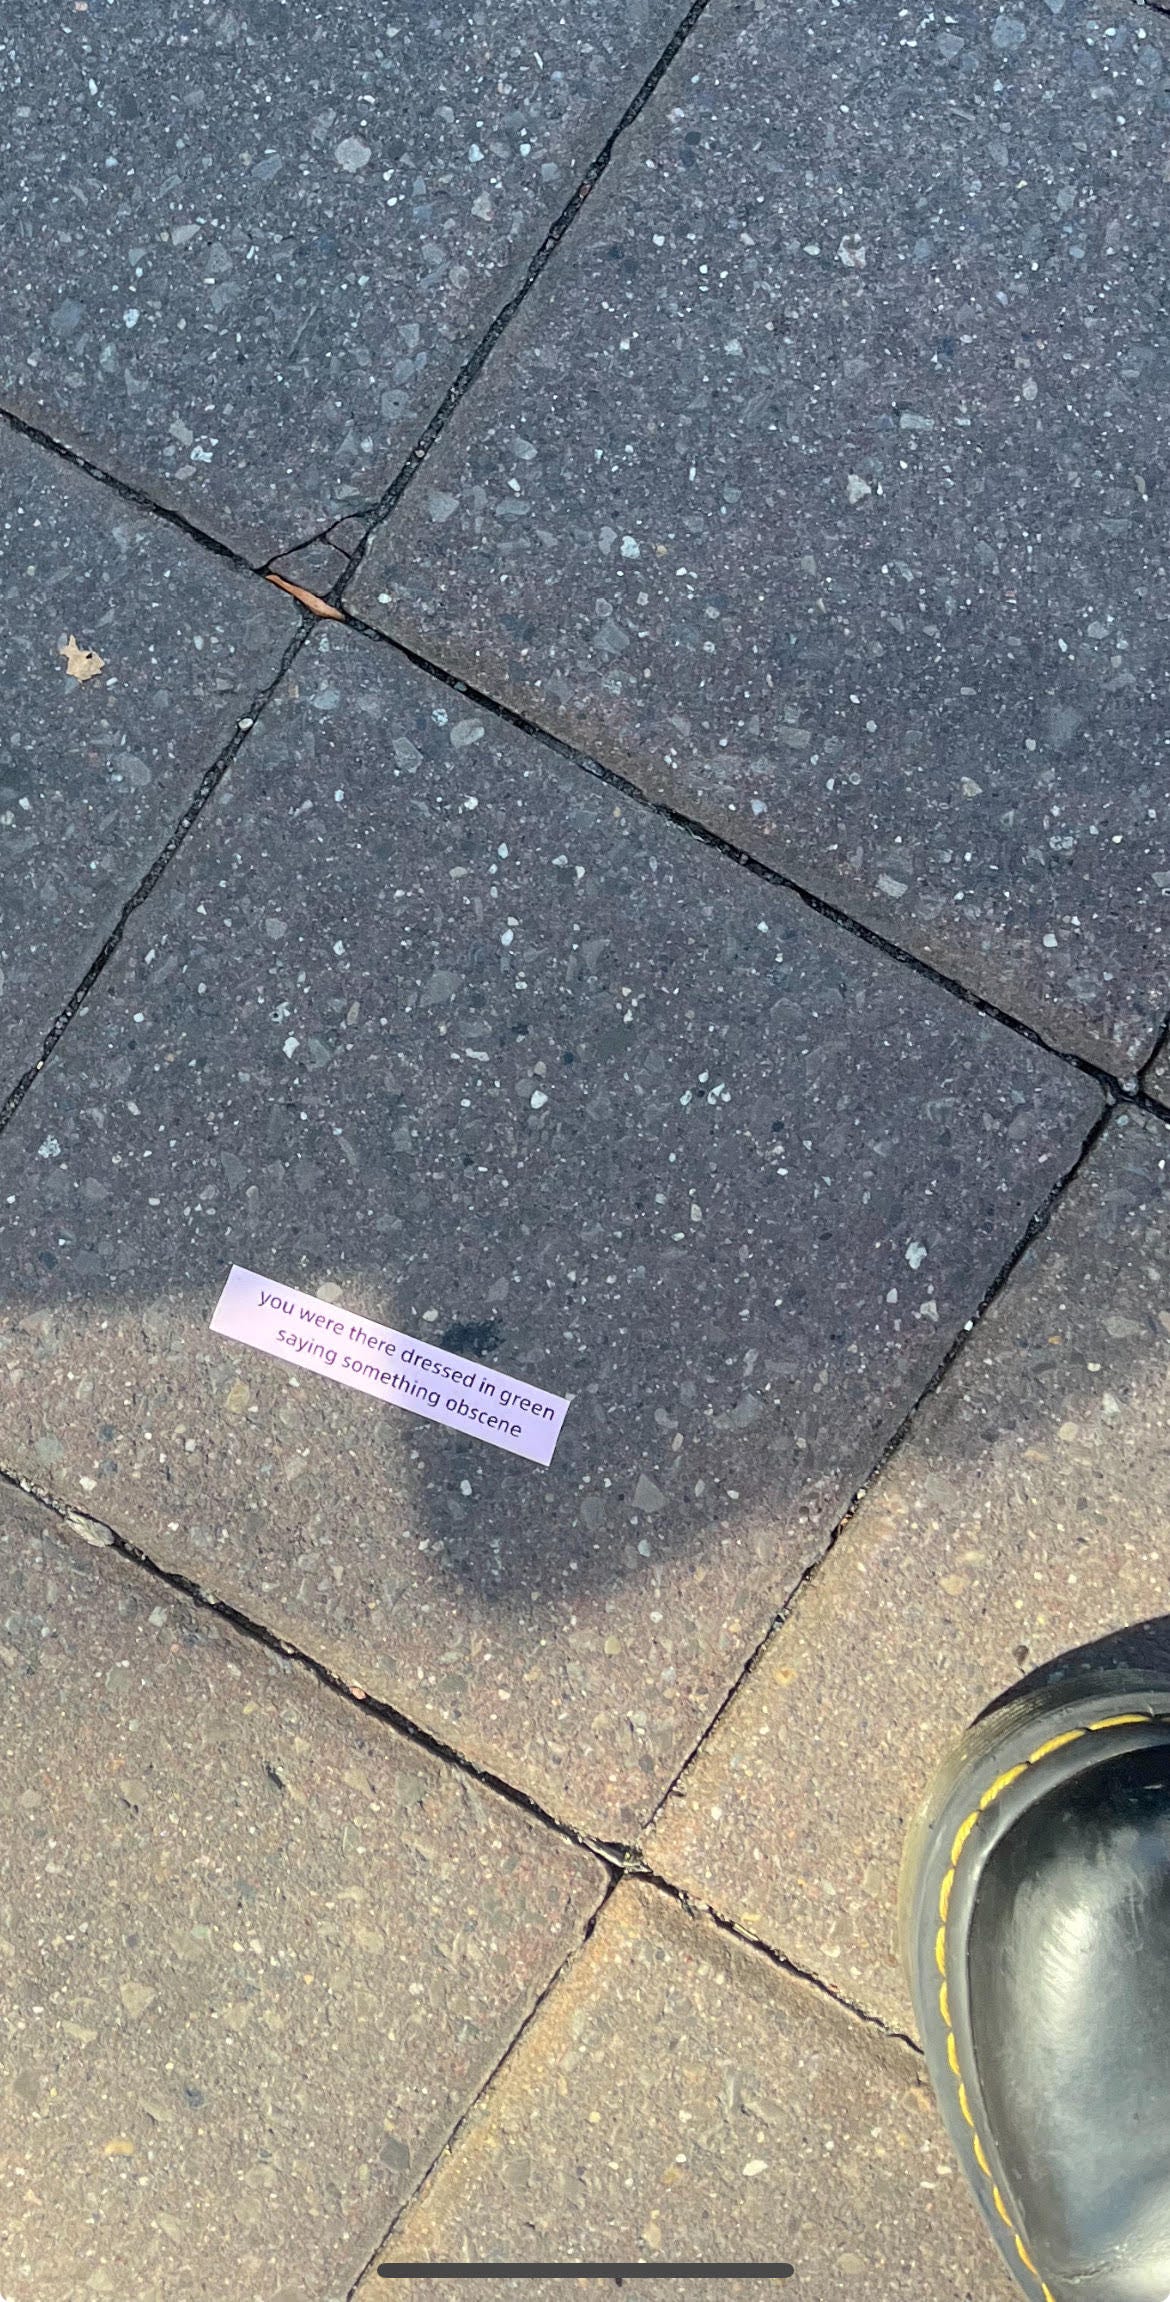 you were there dressed in green
saying something obscene